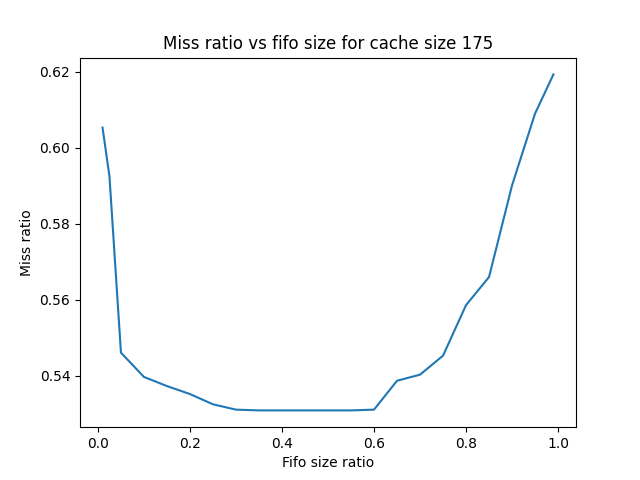 Miss ratio vs fifo size for cache size 175
0.62
0.60
0.58
0.56
0.54
Miss ratio
0.0 0.2 0.4 0.6 0.8 1.0
Fifo size ratio